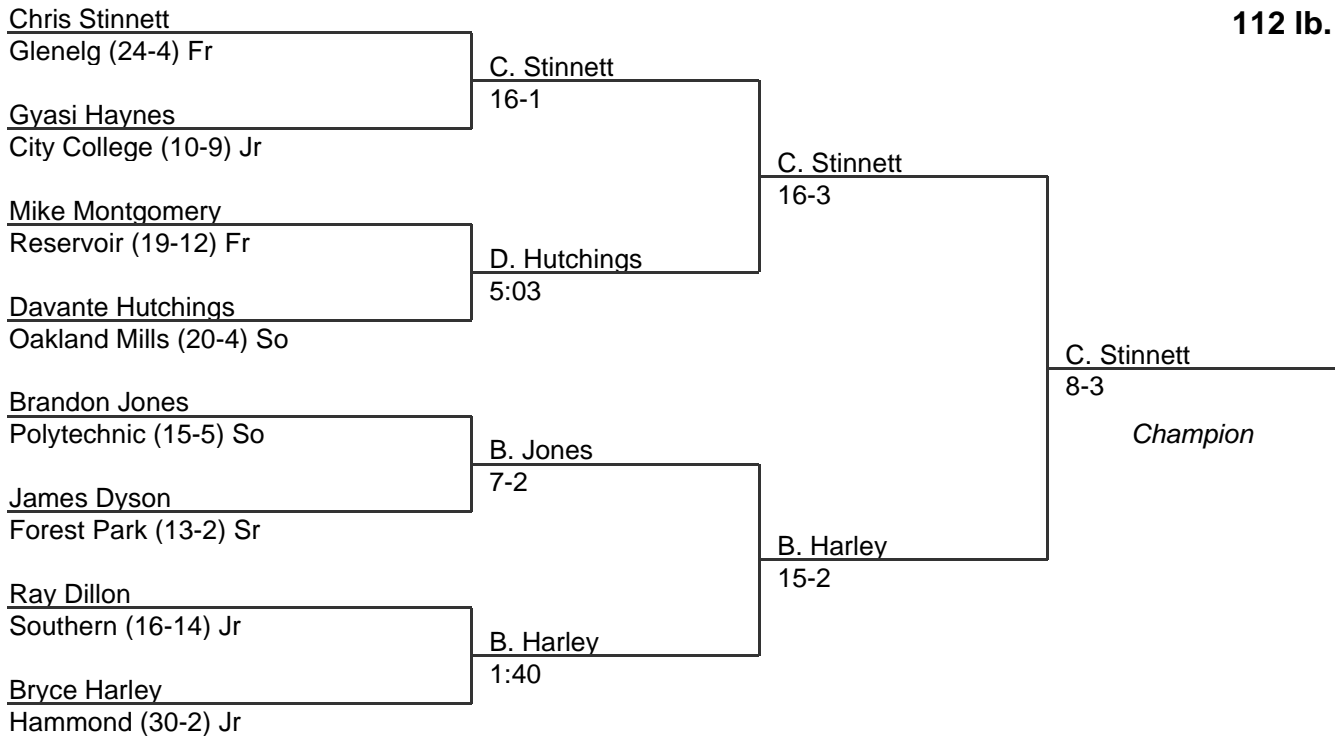 112 lb.
Chris Stinnett
Glenelg (24-4) Fr
C. Stinnett
16-1
Gyasi Haynes
City College (10-9) Jr
C. Stinnett
16-3
Mike Montgomery
Reservoir (19-12) Fr
D. Hutchings
5:03
Davante Hutchings
Oakland Mills (20-4) So
C. Stinnett
8-3
Champion
Brandon Jones
Polytechnic (15-5) So
B. Jones
7-2
James Dyson
Forest Park (13-2) Sr
B. Harley
15-2
Ray Dillon
Southern (16-14) Jr
B. Harley
1:40
Bryce Harley
Hammond (30-2) Jr